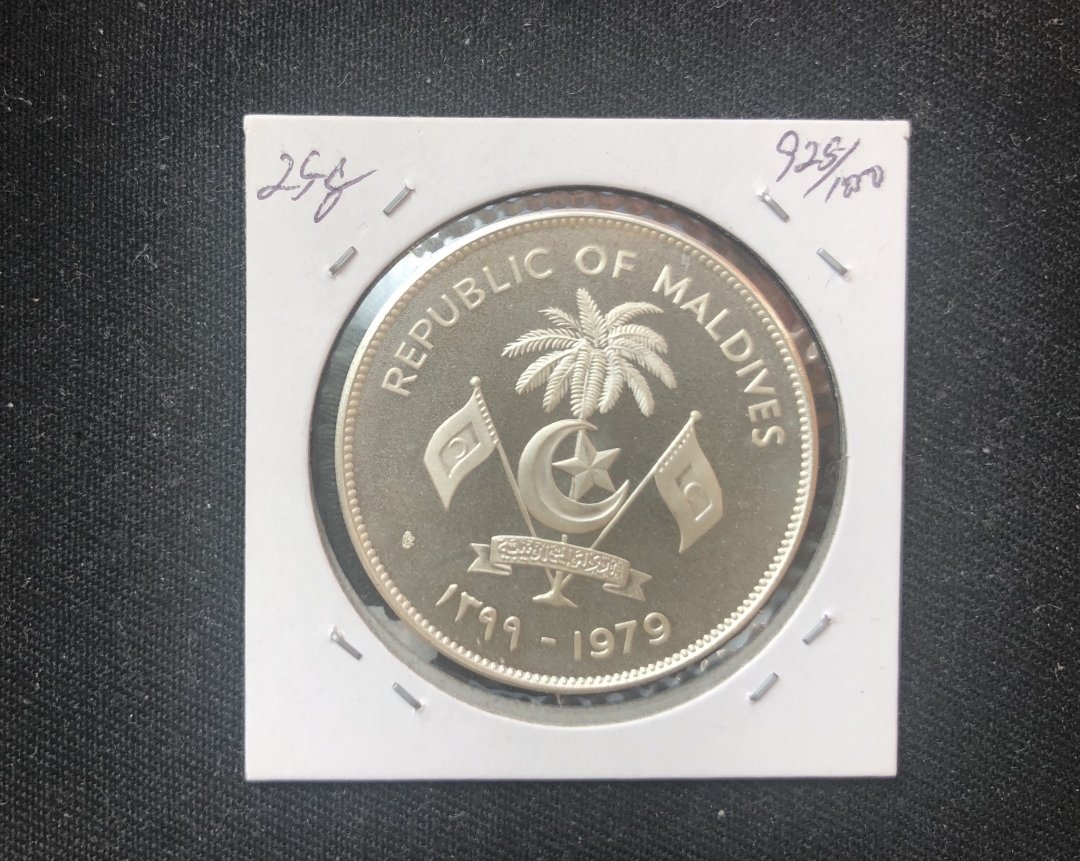 25g
925/1000
REPUBLIC OF MALDIVES
١٣٩٩ - 1979